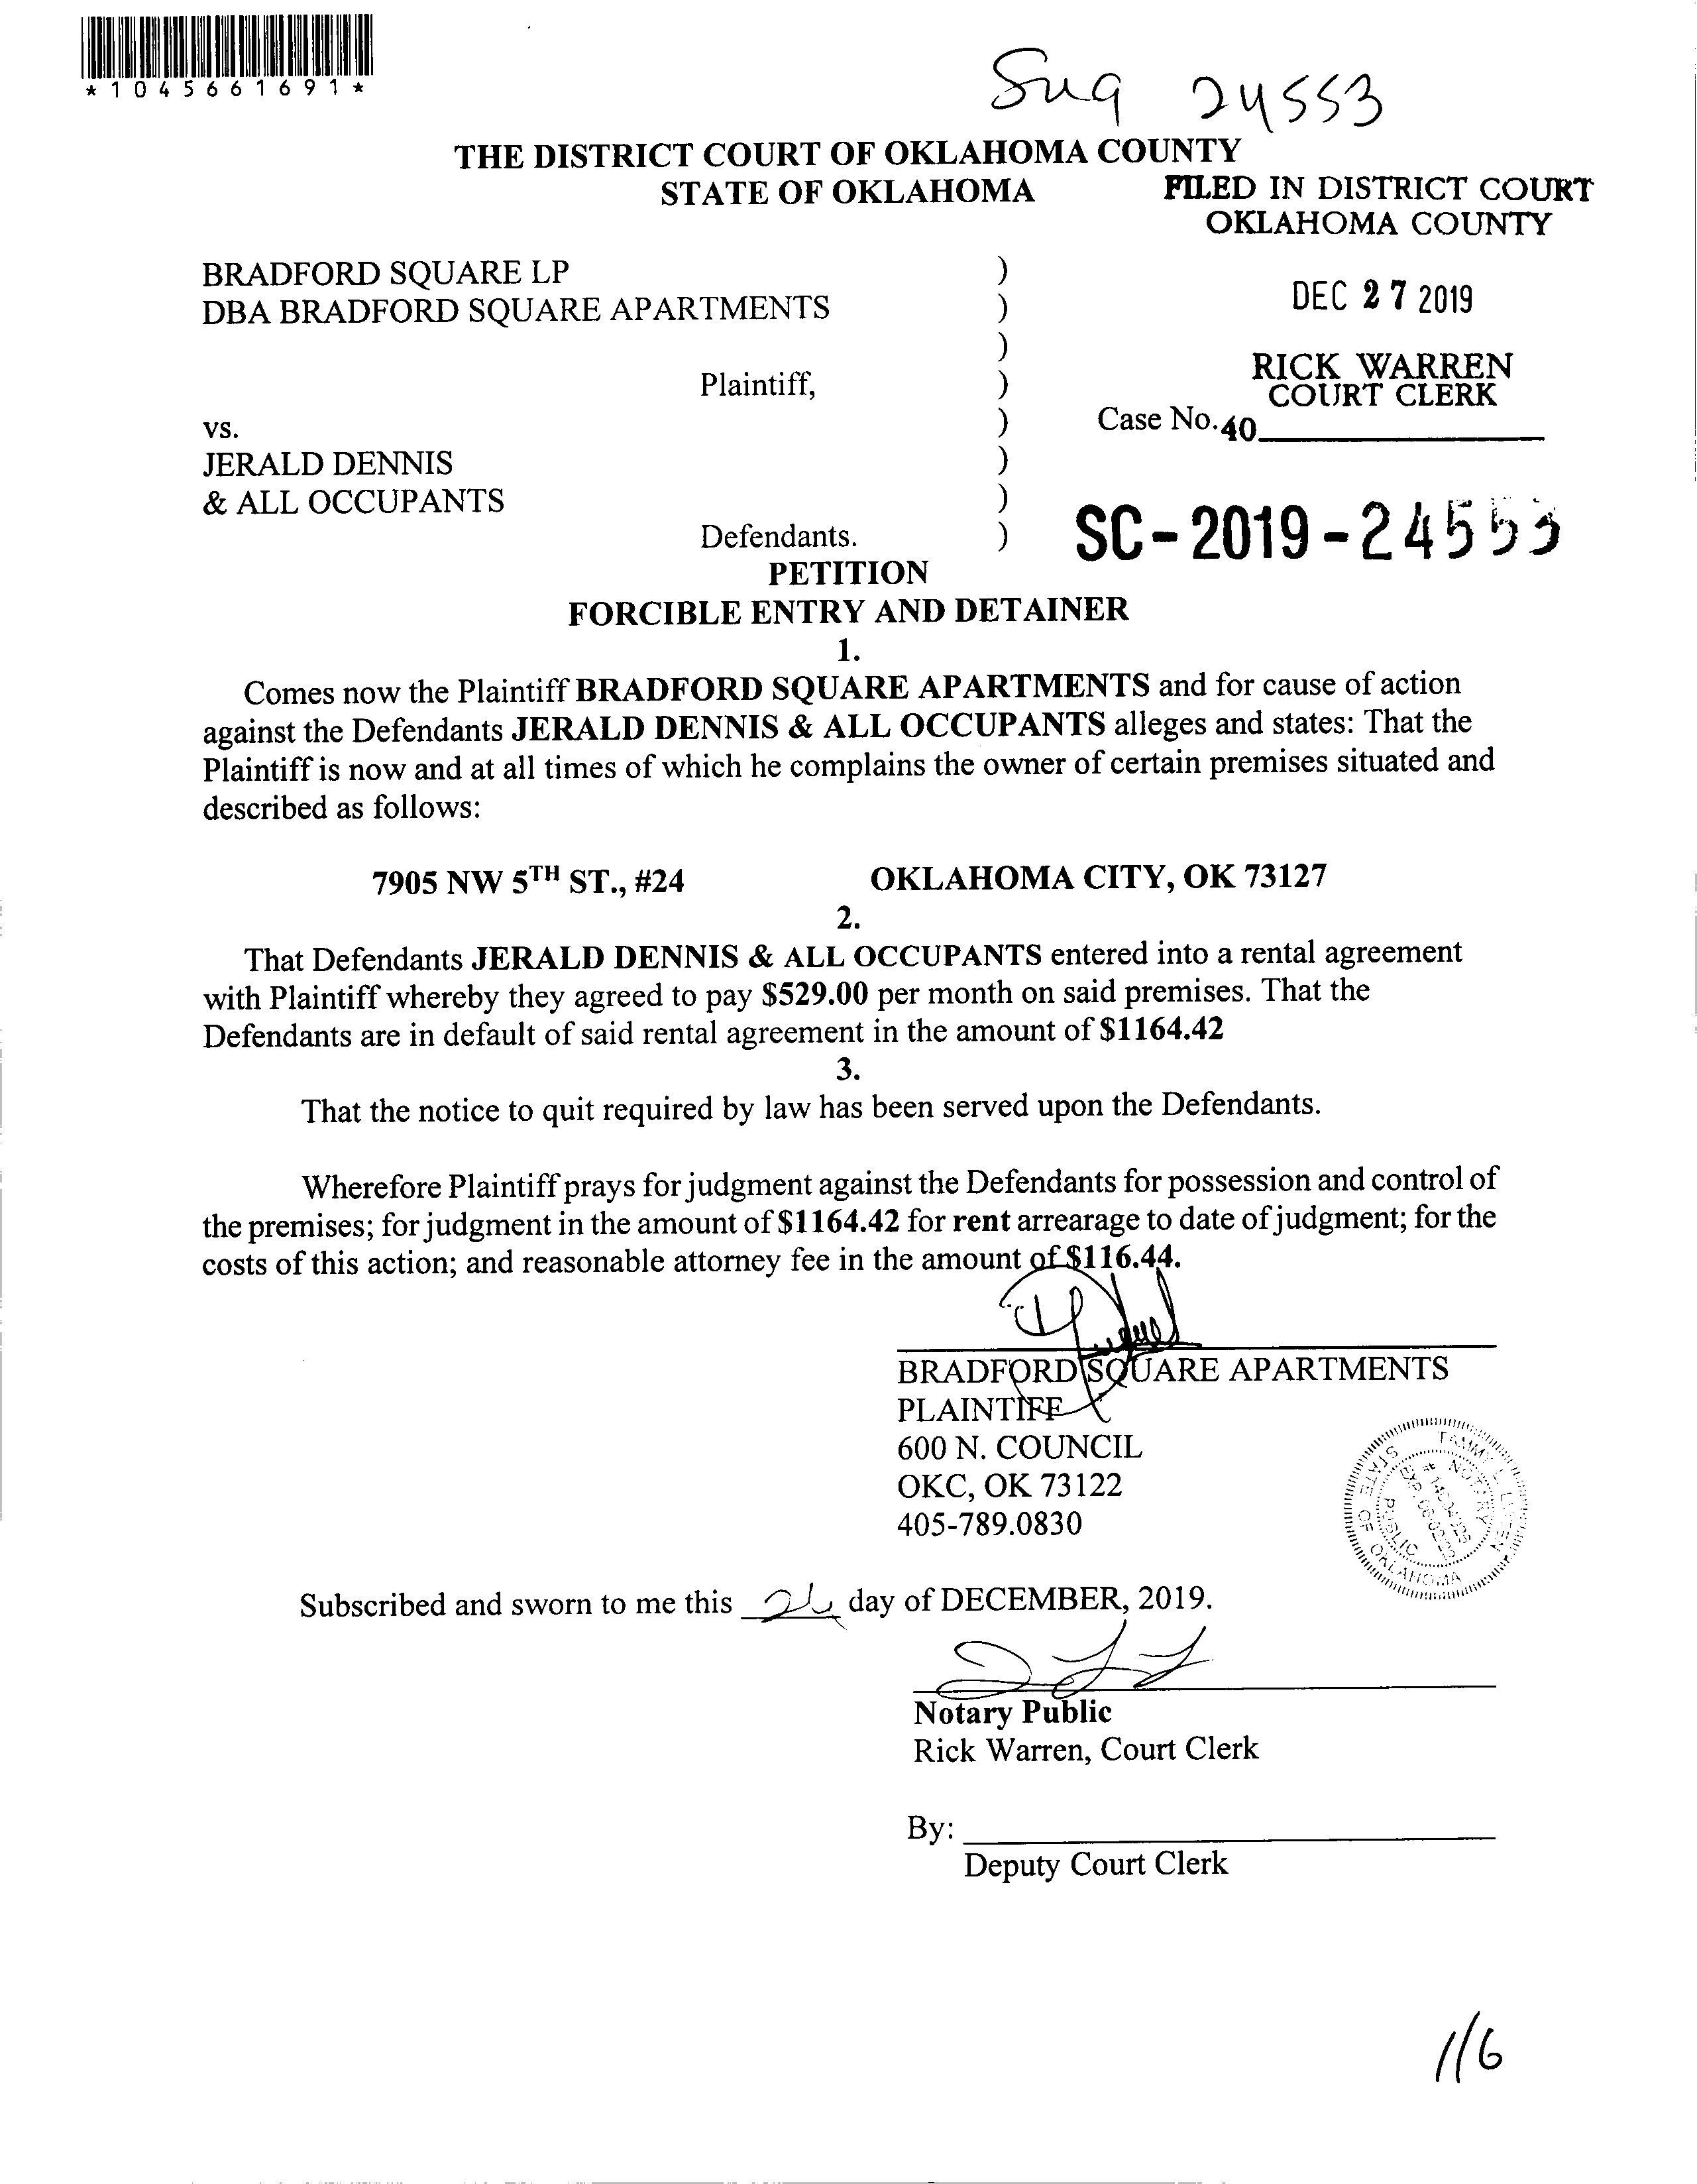 *1045661691*
24553
THE DISTRICT COURT OF OKLAHOMA COUNTY
STATE OF OKLAHOMA
FILED IN DISTRICT COURT
OKLAHOMA COUNTY
BRADFORD SQUARE LP )
DBA BRADFORD SQUARE APARTMENTS )
DEC 27 2019
)
RICK WARREN
Plaintiff, )
COURT CLERK
vs. )
Case No.40
JERALD DENNIS )
& ALL OCCUPANTS )
SC-2019-24553
Defendants. )
PETITION
FORCIBLE ENTRY AND DETAINER
1.
Comes now the Plaintiff BRADFORD SQUARE APARTMENTS and for cause of action
against the Defendants JERALD DENNIS & ALL OCCUPANTS alleges and states: That the
Plaintiff is now and at all times of which he complains the owner of certain premises situated and
described as follows:
7905 NW 5TH ST., #24 OKLAHOMA CITY, OK 73127
2.
That Defendants JERALD DENNIS & ALL OCCUPANTS entered into a rental agreement
with Plaintiff whereby they agreed to pay $529.00 per month on said premises. That the
Defendants are in default of said rental agreement in the amount of $1164.42
3.
That the notice to quit required by law has been served upon the Defendants.
Wherefore Plaintiff prays for judgment against the Defendants for possession and control of
the premises; for judgment in the amount of $1164.42 for rent arrearage to date of judgment; for the
costs of this action; and reasonable attorney fee in the amount of $116.44.
BRADFORD SQUARE APARTMENTS
PLAINTIFF
600 N. COUNCIL
OKC, OK 73122
405-789.0830
TAMMY L.
NOTARY PUBLIC
STATE OF OKLAHOMA
Subscribed and sworn to me this day of DECEMBER, 2019.
Notary Public
Rick Warren, Court Clerk
By:
Deputy Court Clerk
1/6